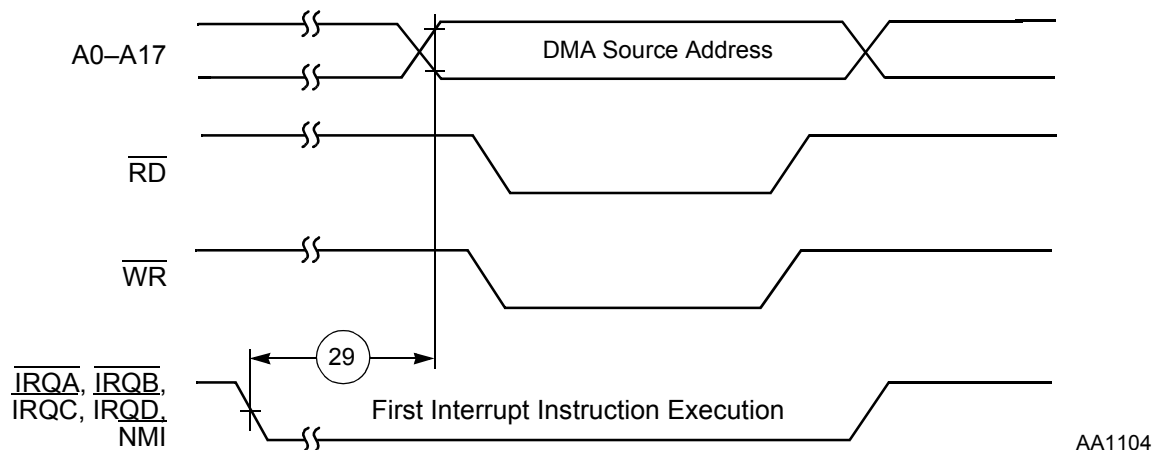 A0–A17
DMA Source Address
RD
WR
29
IRQA, IRQB,
IRQC, IRQD,
NMI
First Interrupt Instruction Execution
AA1104